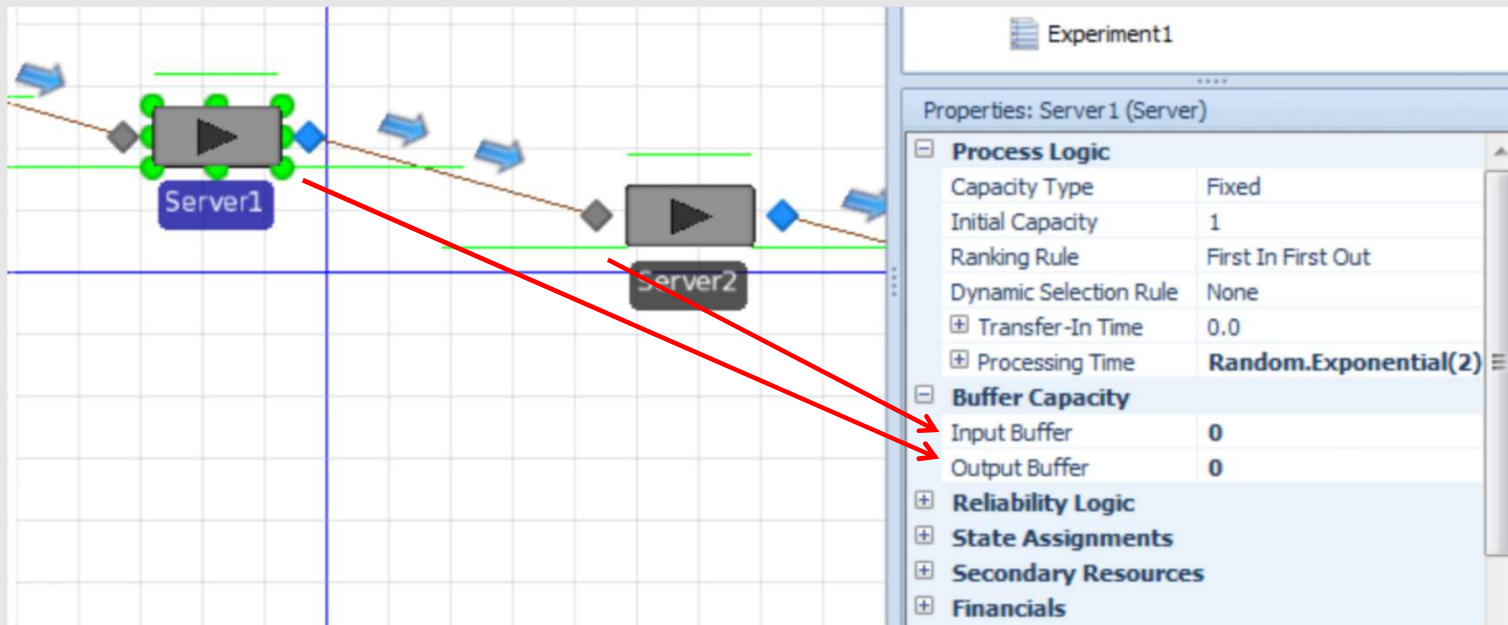 Experiment1
Properties: Server1 (Server)
Process Logic
Capacity Type Fixed
Initial Capacity 1
Ranking Rule First In First Out
Dynamic Selection Rule None
Transfer-In Time 0.0
Processing Time Random.Exponential(2)
Buffer Capacity
Input Buffer 0
Output Buffer 0
Reliability Logic
State Assignments
Secondary Resources
Financials
Server1
Server2